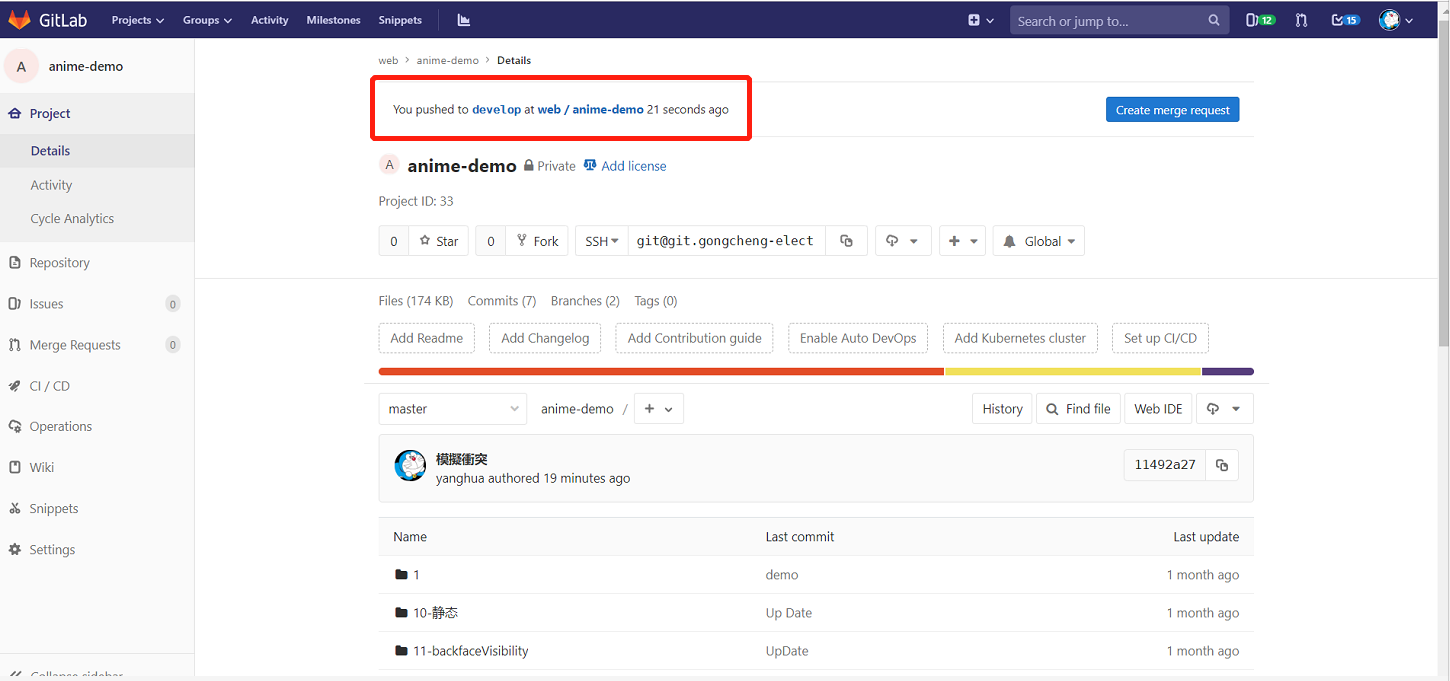 GitLab Projects Groups Activity Milestones Snippets Search or jump to... 12 15
A anime-demo
Project
Details
Activity
Cycle Analytics
Repository
Issues 0
Merge Requests 0
CI / CD
Operations
Wiki
Snippets
Settings
Collapse sidebar
web > anime-demo > Details
You pushed to develop at web / anime-demo 21 seconds ago
Create merge request
A anime-demo Private Add license
Project ID: 33
0 Star 0 Fork SSH git@git.gongcheng-elect Global
Files (174 KB) Commits (7) Branches (2) Tags (0)
Add Readme Add Changelog Add Contribution guide Enable Auto DevOps Add Kubernetes cluster Set up CI/CD
master anime-demo / + History Find file Web IDE
模擬衝突
yanghua authored 19 minutes ago
11492a27
Name Last commit Last update
1 demo 1 month ago
10-静态 Up Date 1 month ago
11-backfaceVisibility UpDate 1 month ago